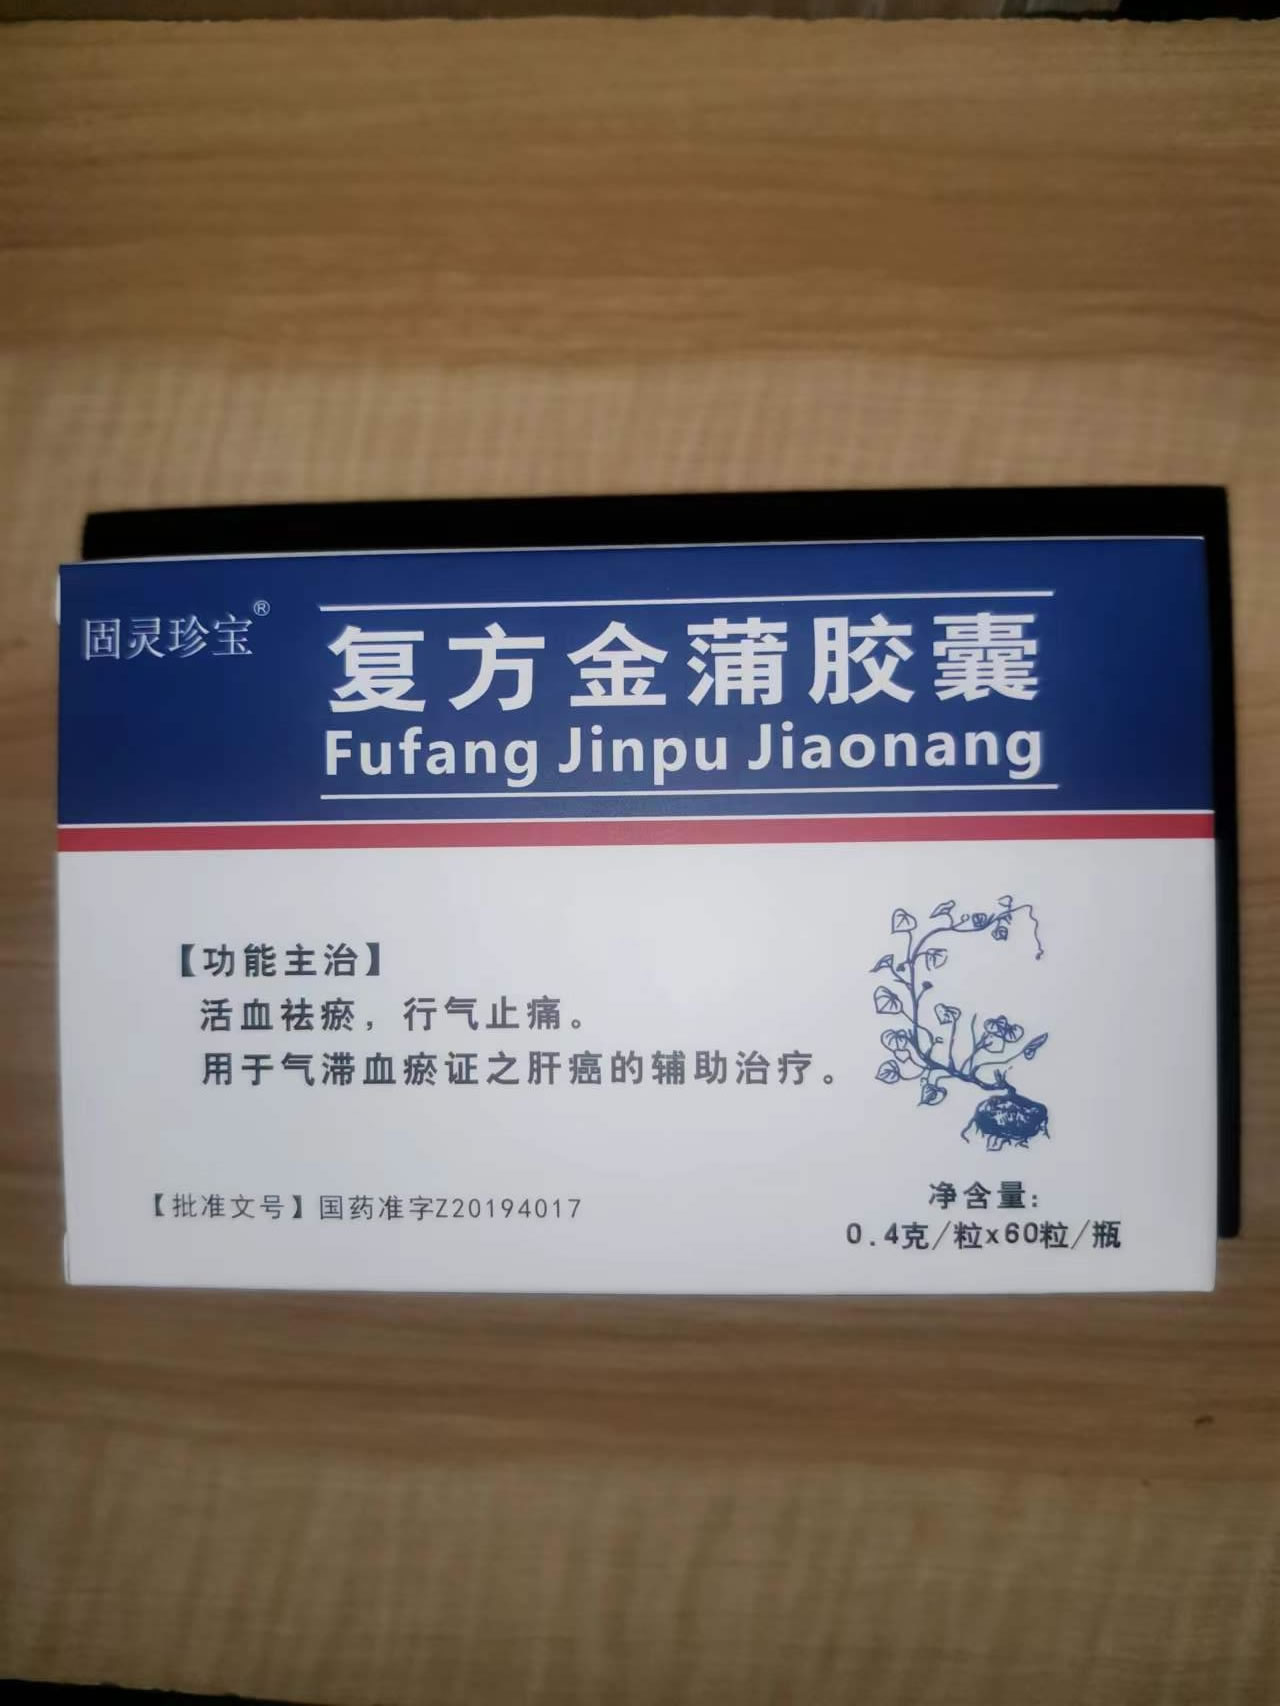 固灵珍宝®
复方金蒲胶囊
Fufang Jinpu Jiaonang
【功能主治】
活血祛瘀，行气止痛。
用于气滞血瘀证之肝癌的辅助治疗。
【批准文号】国药准字Z20194017
净含量：
0.4克/粒x60粒/瓶